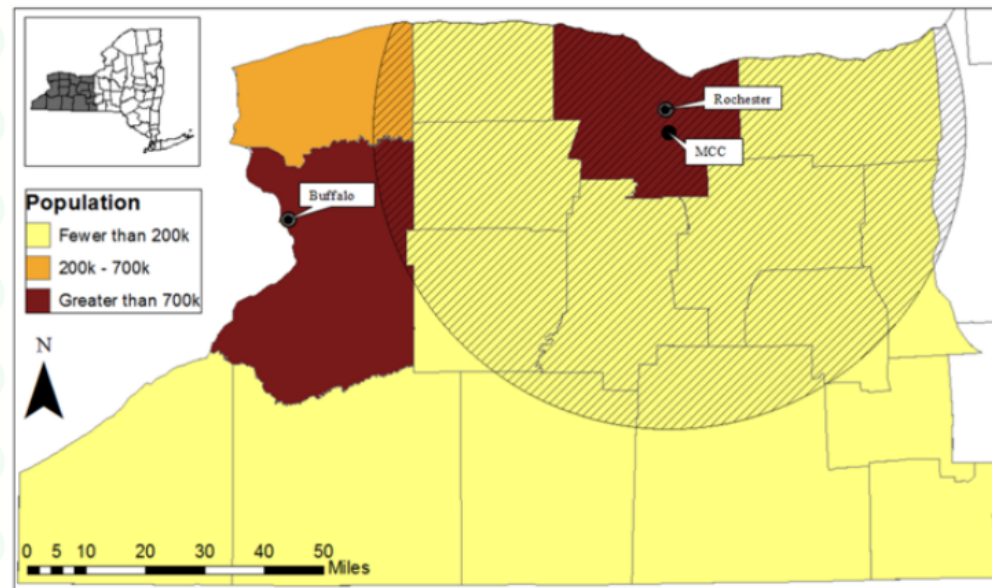 Rochester
MCC
Buffalo
Population
Fewer than 200k
200k - 700k
Greater than 700k
N
0 5 10 20 30 40 50
Miles